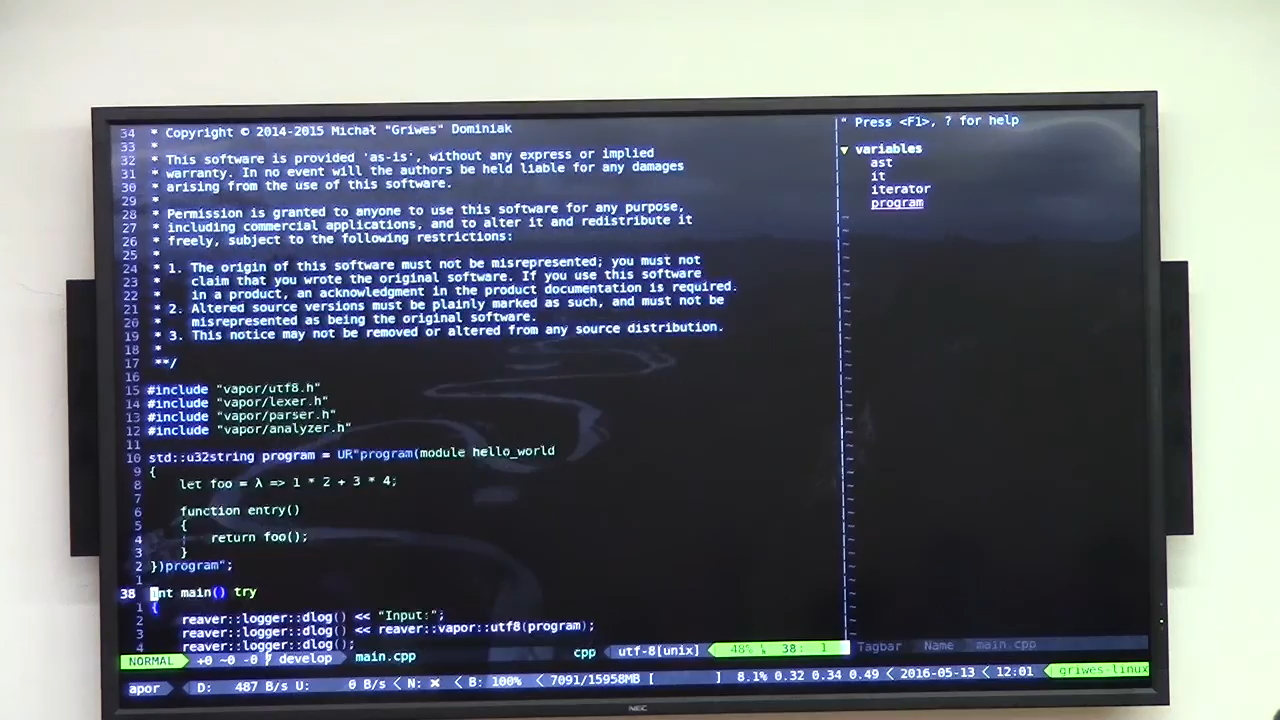 34 * Copyright © 2014-2015 Michał "Griwes" Dominiak
33 *
32 * This software is provided 'as-is', without any express or implied
31 * warranty. In no event will the authors be held liable for any damages
30 * arising from the use of this software.
29 *
28 * Permission is granted to anyone to use this software for any purpose,
27 * including commercial applications, and to alter it and redistribute it
26 * freely, subject to the following restrictions:
25 *
24 * 1. The origin of this software must not be misrepresented; you must not
23 *    claim that you wrote the original software. If you use this software
22 *    in a product, an acknowledgment in the product documentation is required.
21 * 2. Altered source versions must be plainly marked as such, and must not be
20 *    misrepresented as being the original software.
19 * 3. This notice may not be removed or altered from any source distribution.
18 *
17 **/
16
15 #include "vapor/utf8.h"
14 #include "vapor/lexer.h"
13 #include "vapor/parser.h"
12 #include "vapor/analyzer.h"
11
10 std::u32string program = UR"program(module hello_world
9 {
8     let foo = λ => 1 * 2 + 3 * 4;
7
6     function entry()
5     {
4         return foo();
3     }
2 })program";
1
38 int main() try
1 {
2     reaver::logger::dlog() << "Input:";
3     reaver::logger::dlog() << reaver::vapor::utf8(program);
4     reaver::logger::dlog();
" Press <F1>, ? for help
▼ variables
ast
it
iterator
program
NORMAL +0 ~0 -0 develop main.cpp cpp utf-8[unix] 48% 38: 1 Tagbar Name main.cpp
apor D: 487 B/s U: 0 B/s < N: ✖ < B: 100% < 7091/15958MB [ ] 8.1% 0.32 0.34 0.49 < 2016-05-13 < 12:01 griwes-linux
NEC